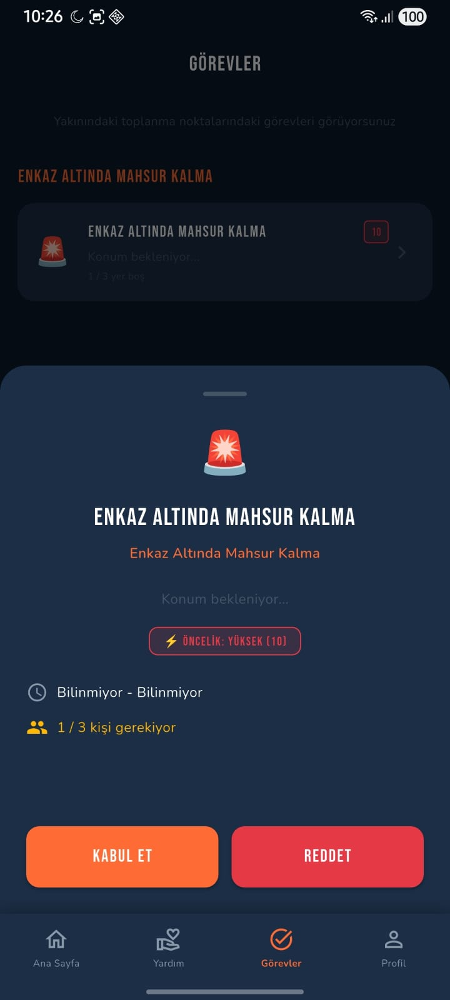 10:26
100
GÖREVLER
Yakınındaki toplanma noktalarındaki görevleri görüyorsunuz
ENKAZ ALTINDA MAHSUR KALMA
ENKAZ ALTINDA MAHSUR KALMA
10
Konum bekleniyor...
1 / 3 yer boş
ENKAZ ALTINDA MAHSUR KALMA
Enkaz Altında Mahsur Kalma
Konum bekleniyor...
⚡ ÖNCELİK: YÜKSEK (10)
Bilinmiyor - Bilinmiyor
1 / 3 kişi gerekiyor
KABUL ET
REDDET
Ana Sayfa
Yardım
Görevler
Profil